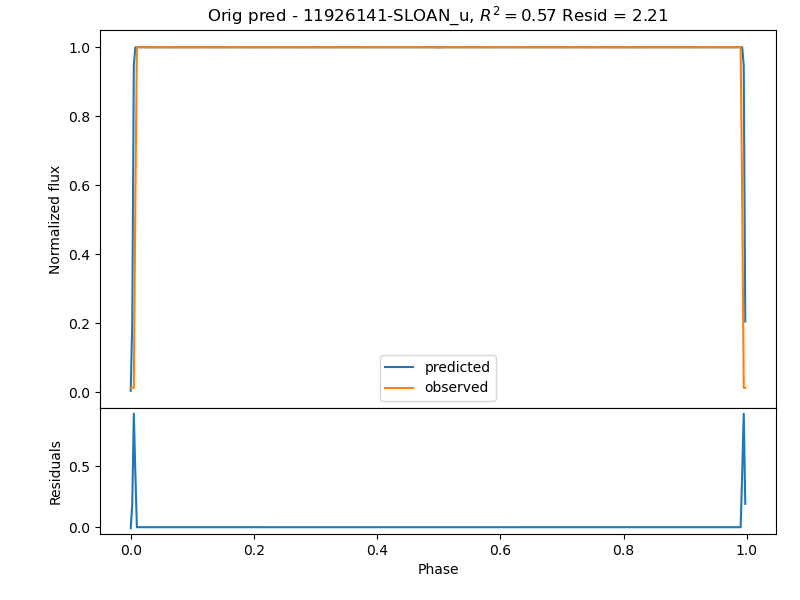 Orig pred - 11926141-SLOAN_u, R² = 0.57 Resid = 2.21
1.0
0.8
0.6
0.4
0.2
0.0
Normalized flux
predicted
observed
0.5
0.0
Residuals
0.0 0.2 0.4 0.6 0.8 1.0
Phase